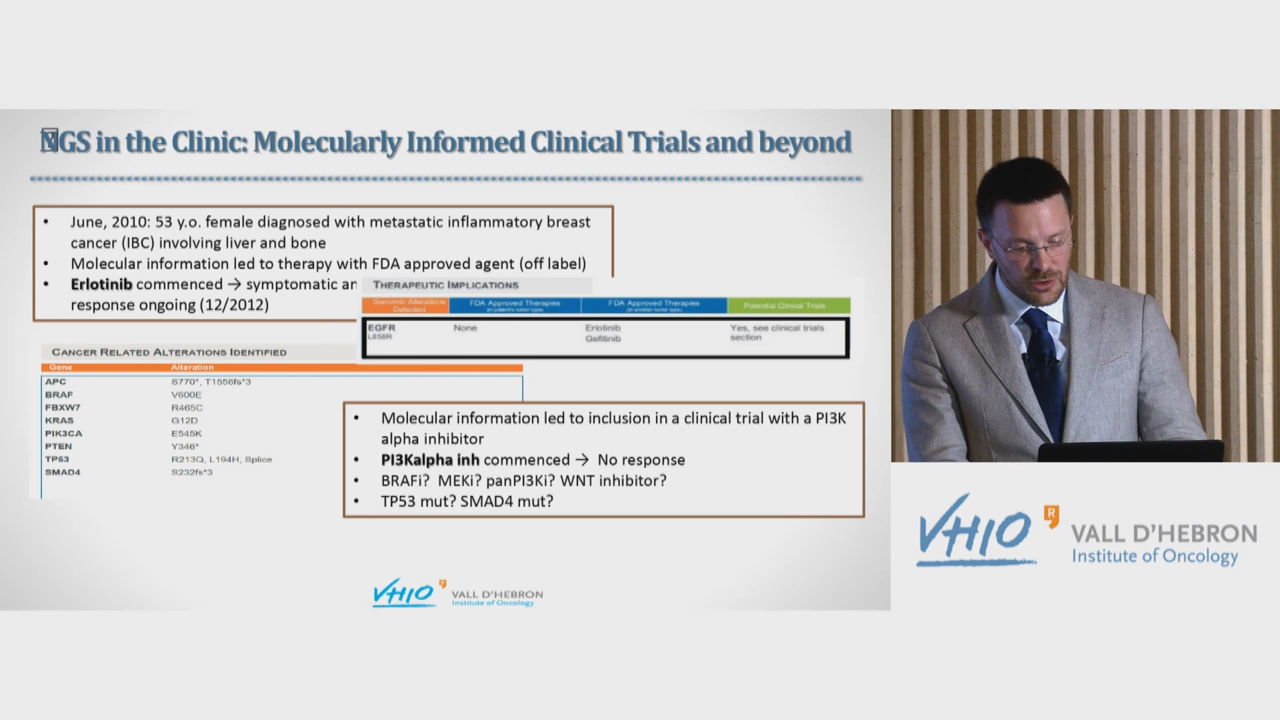 NGS in the Clinic: Molecularly Informed Clinical Trials and beyond
• June, 2010: 53 y.o. female diagnosed with metastatic inflammatory breast
cancer (IBC) involving liver and bone
• Molecular information led to therapy with FDA approved agent (off label)
• Erlotinib commenced → symptomatic an
response ongoing (12/2012)
THERAPEUTIC IMPLICATIONS
Genomic Alterations Detected
FDA Approved Therapies
(in patient's tumor type)
FDA Approved Therapies
(in another tumor type)
Potential Clinical Trials
EGFR
L858R
None
Erlotinib
Gefitinib
Yes, see clinical trials
section
CANCER RELATED ALTERATIONS IDENTIFIED
Gene Alteration
APC S770*, T1556fs*3
BRAF V600E
FBXW7 R465C
KRAS G12D
PIK3CA E545K
PTEN Y346*
TP53 R213Q, L194H, Splice
SMAD4 S232fs*3
• Molecular information led to inclusion in a clinical trial with a PI3K
alpha inhibitor
• PI3Kalpha inh commenced → No response
• BRAFi? MEKi? panPI3Ki? WNT inhibitor?
• TP53 mut? SMAD4 mut?
VHIO
VALL D'HEBRON
Institute of Oncology
VHIO
R
VALL D'HEBRON
Institute of Oncology